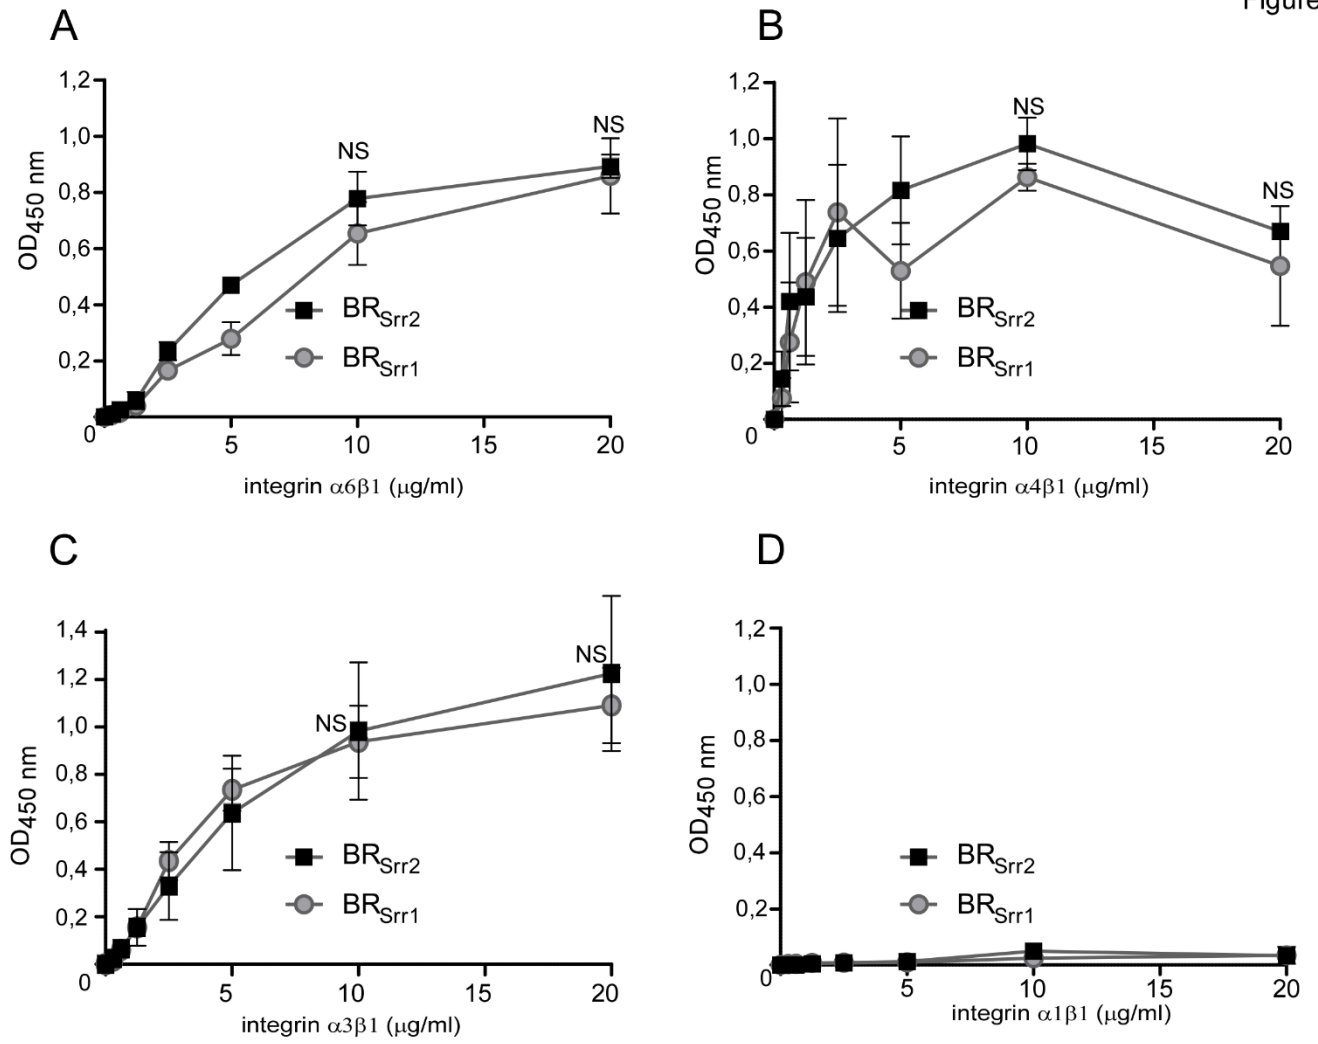 Figure
A
1,2
1,0
0,8
0,6
0,4
0,2
0
OD450 nm
NS
NS
BRSrr2
BRSrr1
5
10
15
20
integrin α6β1 (μg/ml)
B
1,2
1,0
0,8
0,6
0,4
0,2
0
OD450 nm
NS
NS
BRSrr2
BRSrr1
5
10
15
20
integrin α4β1 (μg/ml)
C
1,4
1,2
1,0
0,8
0,6
0,4
0,2
0
OD450 nm
NS
NS
BRSrr2
BRSrr1
5
10
15
20
integrin α3β1 (μg/ml)
D
1,2
1,0
0,8
0,6
0,4
0,2
0
OD450 nm
BRSrr2
BRSrr1
5
10
15
20
integrin α1β1 (μg/ml)